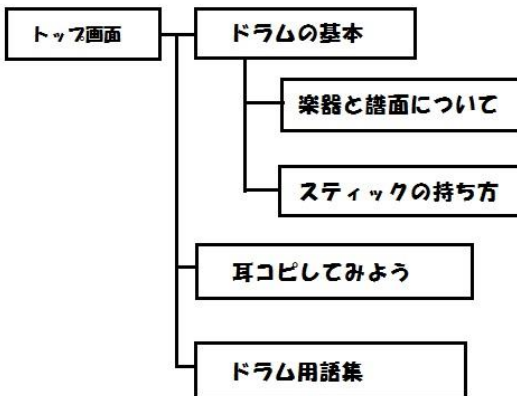 トップ画面
ドラムの基本
楽器と譜面について
スティックの持ち方
耳コピしてみよう
ドラム用語集